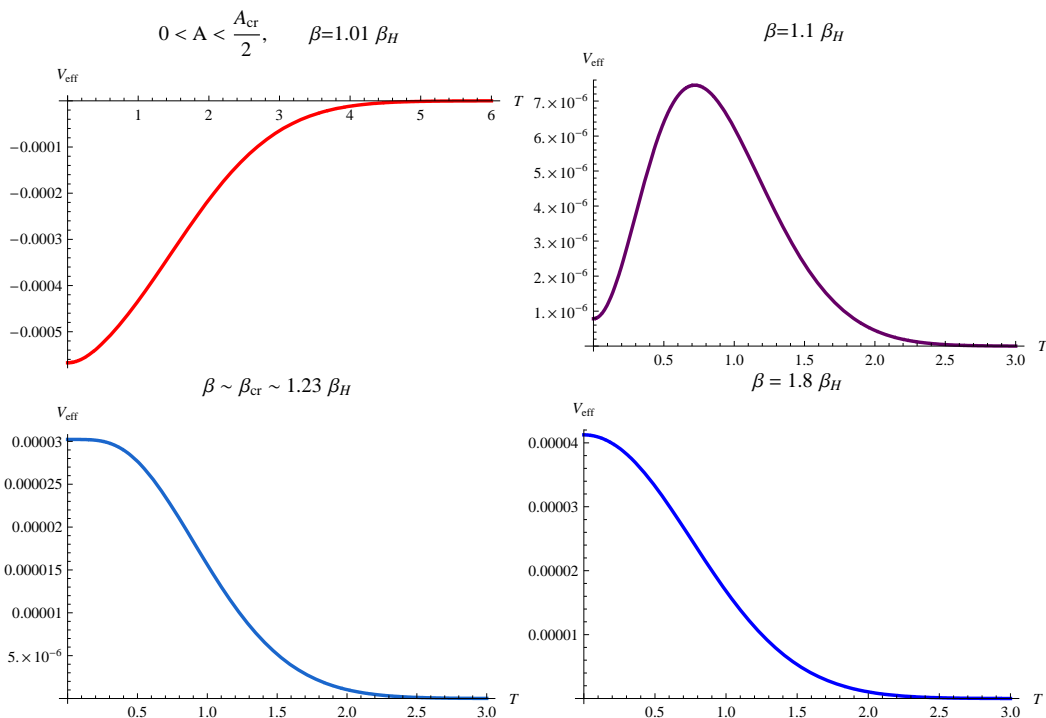 0 < A < A_cr/2, β=1.01 β_H
V_eff
T
1 2 3 4 5 6
−0.0001
−0.0002
−0.0003
−0.0004
−0.0005
β=1.1 β_H
V_eff
7.×10⁻⁶
6.×10⁻⁶
5.×10⁻⁶
4.×10⁻⁶
3.×10⁻⁶
2.×10⁻⁶
1.×10⁻⁶
T
0.5 1.0 1.5 2.0 2.5 3.0
β ∼ β_cr ∼ 1.23 β_H
V_eff
0.00003
0.000025
0.00002
0.000015
0.00001
5.×10⁻⁶
T
0.5 1.0 1.5 2.0 2.5 3.0
β = 1.8 β_H
V_eff
0.00004
0.00003
0.00002
0.00001
T
0.5 1.0 1.5 2.0 2.5 3.0